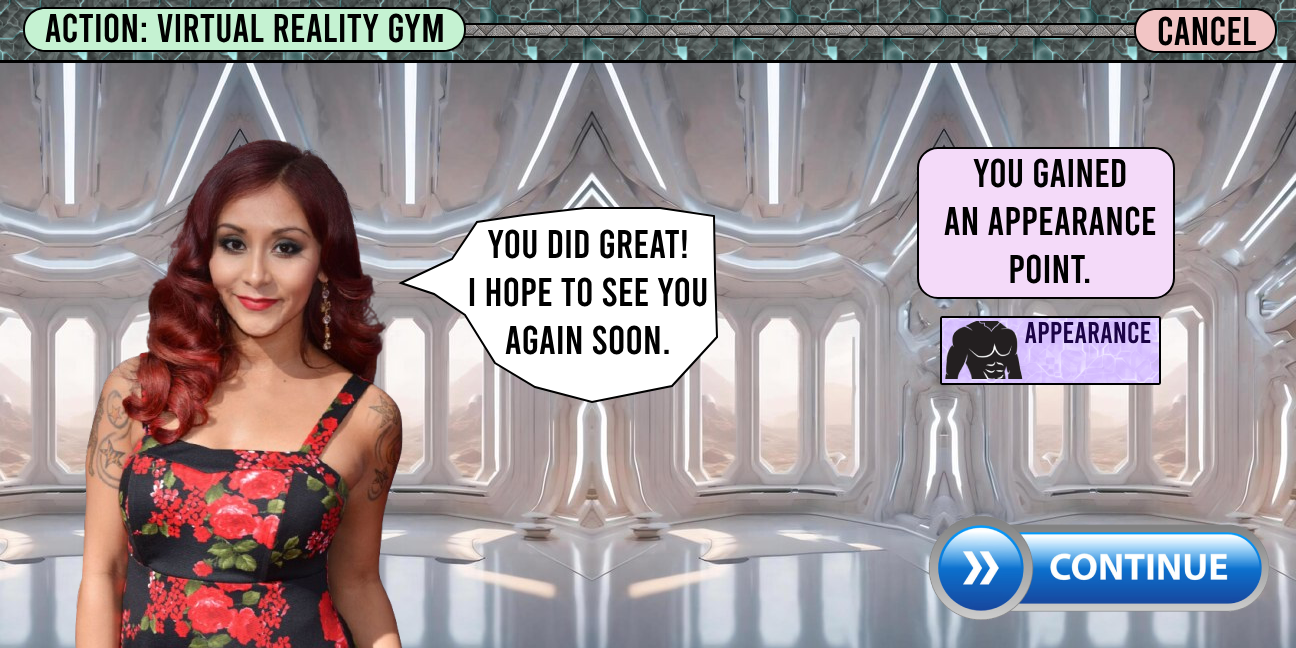 ACTION: VIRTUAL REALITY GYM
CANCEL
YOU DID GREAT!
I HOPE TO SEE YOU
AGAIN SOON.
YOU GAINED
AN APPEARANCE
POINT.
APPEARANCE
CONTINUE